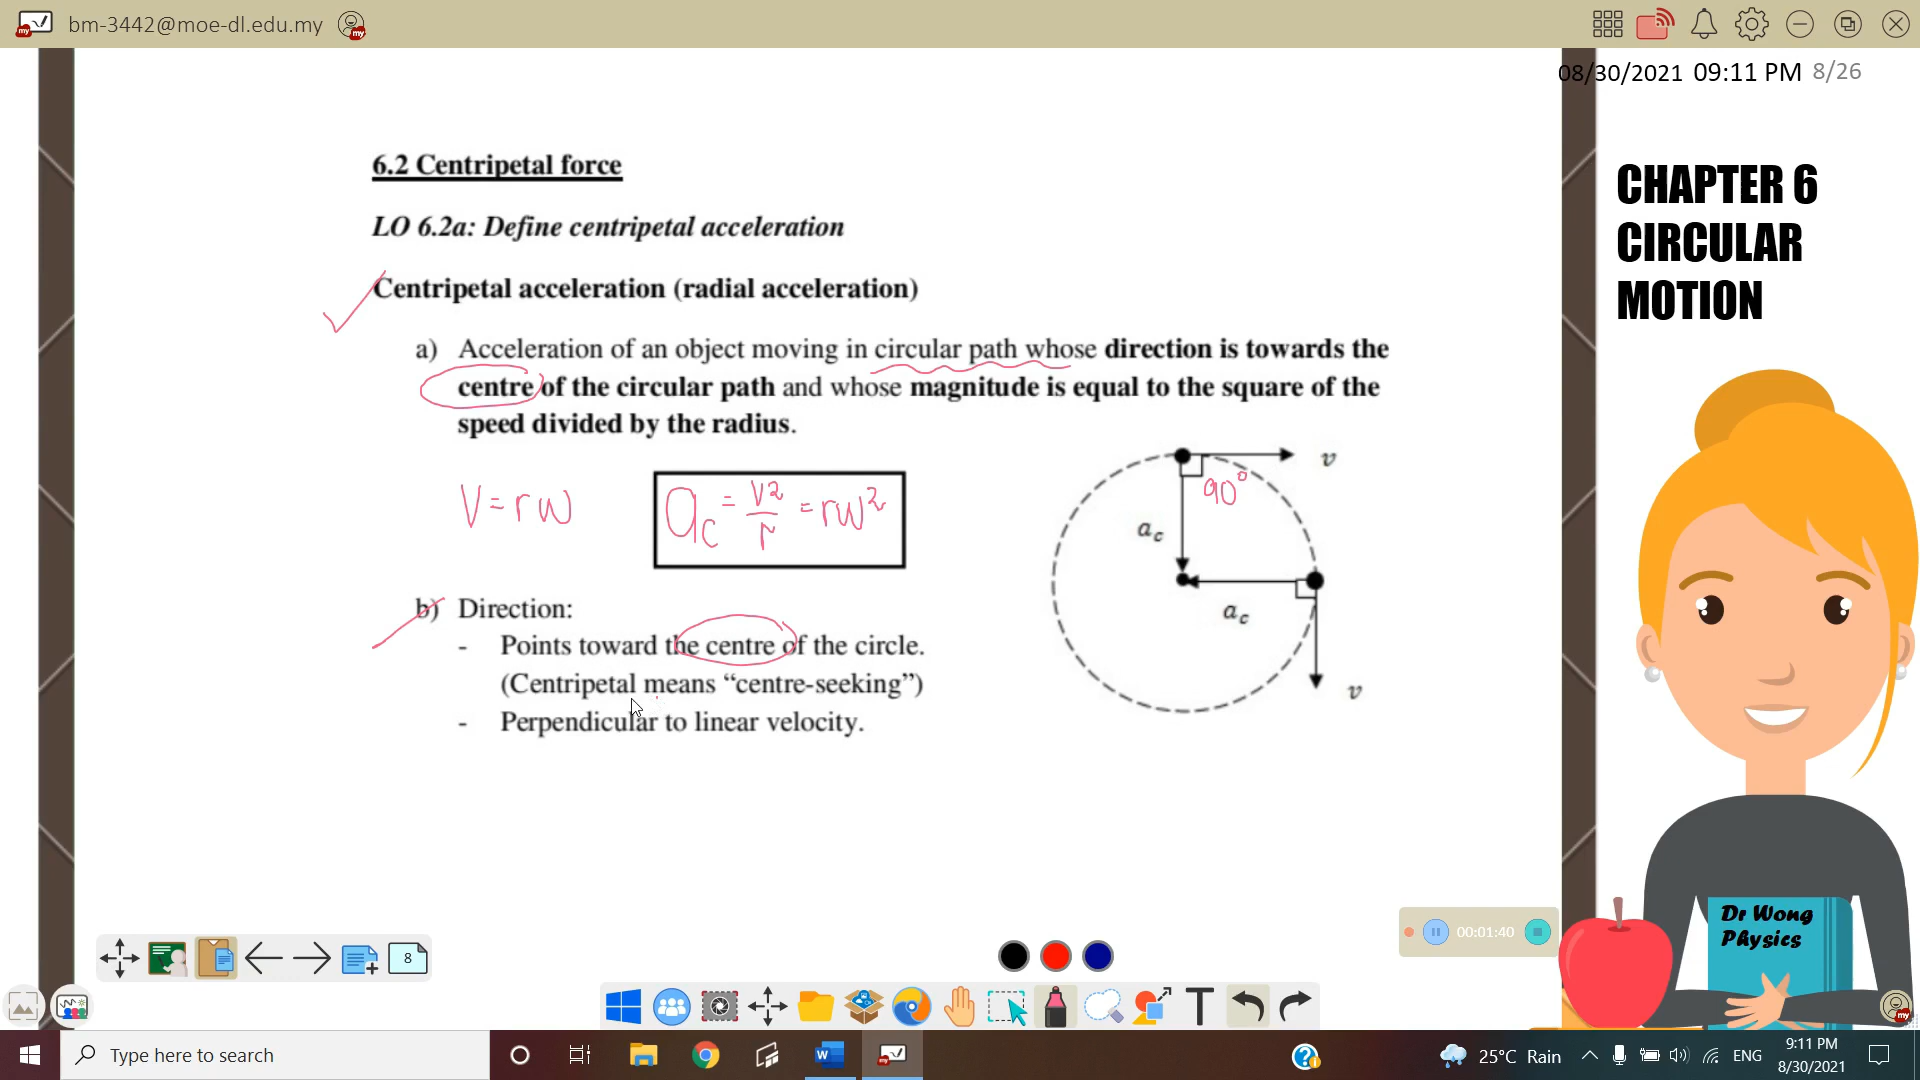 bm-3442@moe-dl.edu.my
08/30/2021 09:11 PM 8/26
CHAPTER 6
CIRCULAR
MOTION
6.2 Centripetal force
LO 6.2a: Define centripetal acceleration
Centripetal acceleration (radial acceleration)
a) Acceleration of an object moving in circular path whose direction is towards the
centre of the circular path and whose magnitude is equal to the square of the
speed divided by the radius.
V = rw
ac = v²/r = rw²
v
90°
ac
ac
v
b) Direction:
- Points toward the centre of the circle.
(Centripetal means “centre-seeking”)
- Perpendicular to linear velocity.
Dr Wong
Physics
00:01:40
8
Type here to search
25°C Rain
ENG
9:11 PM
8/30/2021